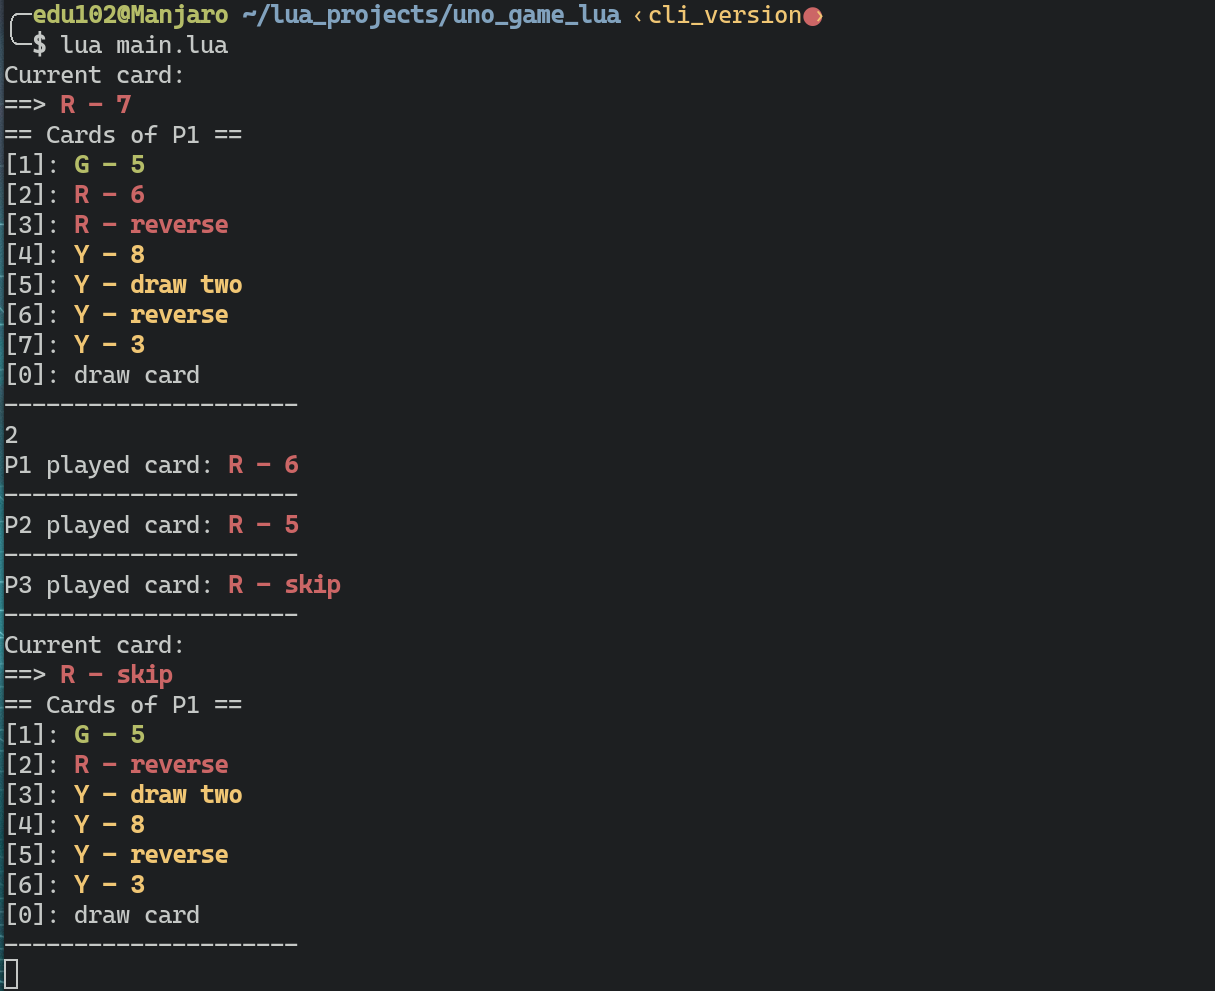 edu102@Manjaro ~/lua_projects/uno_game_lua ‹cli_version●›
$ lua main.lua
Current card:
==> R - 7
== Cards of P1 ==
[1]: G - 5
[2]: R - 6
[3]: R - reverse
[4]: Y - 8
[5]: Y - draw two
[6]: Y - reverse
[7]: Y - 3
[0]: draw card
---------------------
2
P1 played card: R - 6
---------------------
P2 played card: R - 5
---------------------
P3 played card: R - skip
---------------------
Current card:
==> R - skip
== Cards of P1 ==
[1]: G - 5
[2]: R - reverse
[3]: Y - draw two
[4]: Y - 8
[5]: Y - reverse
[6]: Y - 3
[0]: draw card
---------------------